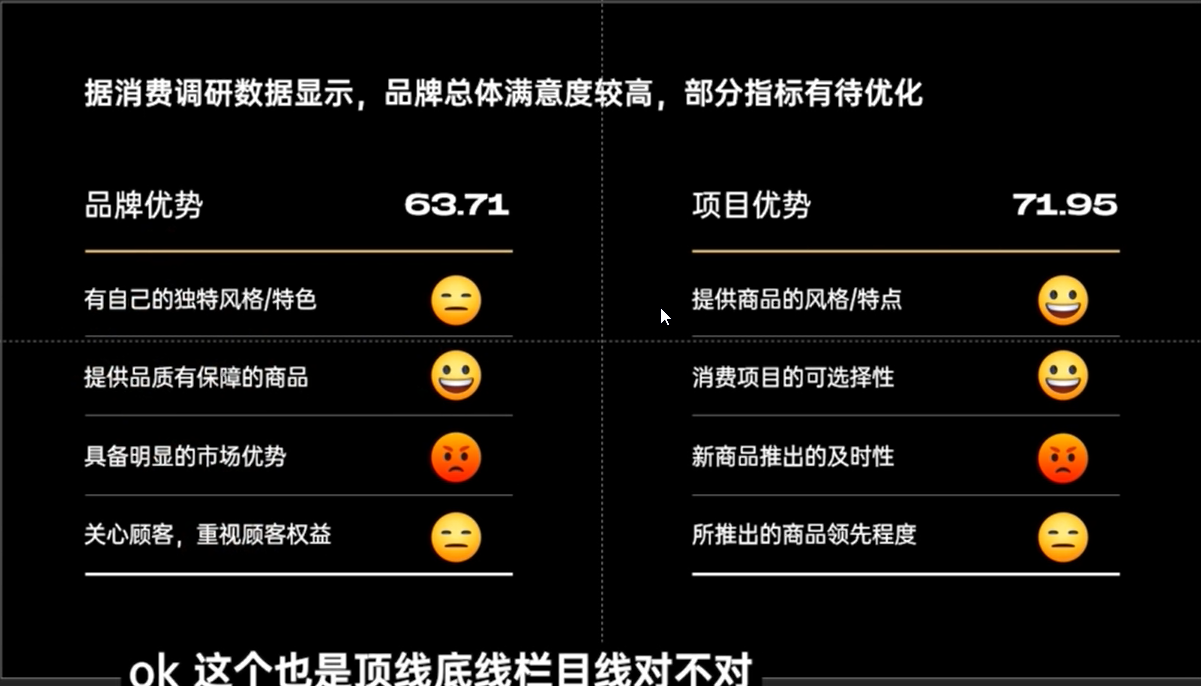 据消费调研数据显示，品牌总体满意度较高，部分指标有待优化
品牌优势 63.71
有自己的独特风格/特色
提供品质有保障的商品
具备明显的市场优势
关心顾客，重视顾客权益
项目优势 71.95
提供商品的风格/特点
消费项目的可选择性
新商品推出的及时性
所推出的商品领先程度
ok 这个也是顶线底线栏目线对不对